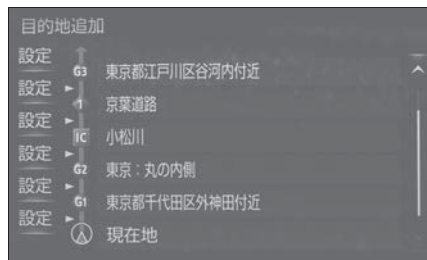 目的地追加
設定
G3 東京都江戸川区谷河内付近
設定
1 京葉道路
設定
IC 小松川
設定
G2 東京：丸の内側
設定
G1 東京都千代田区外神田付近
設定
現在地